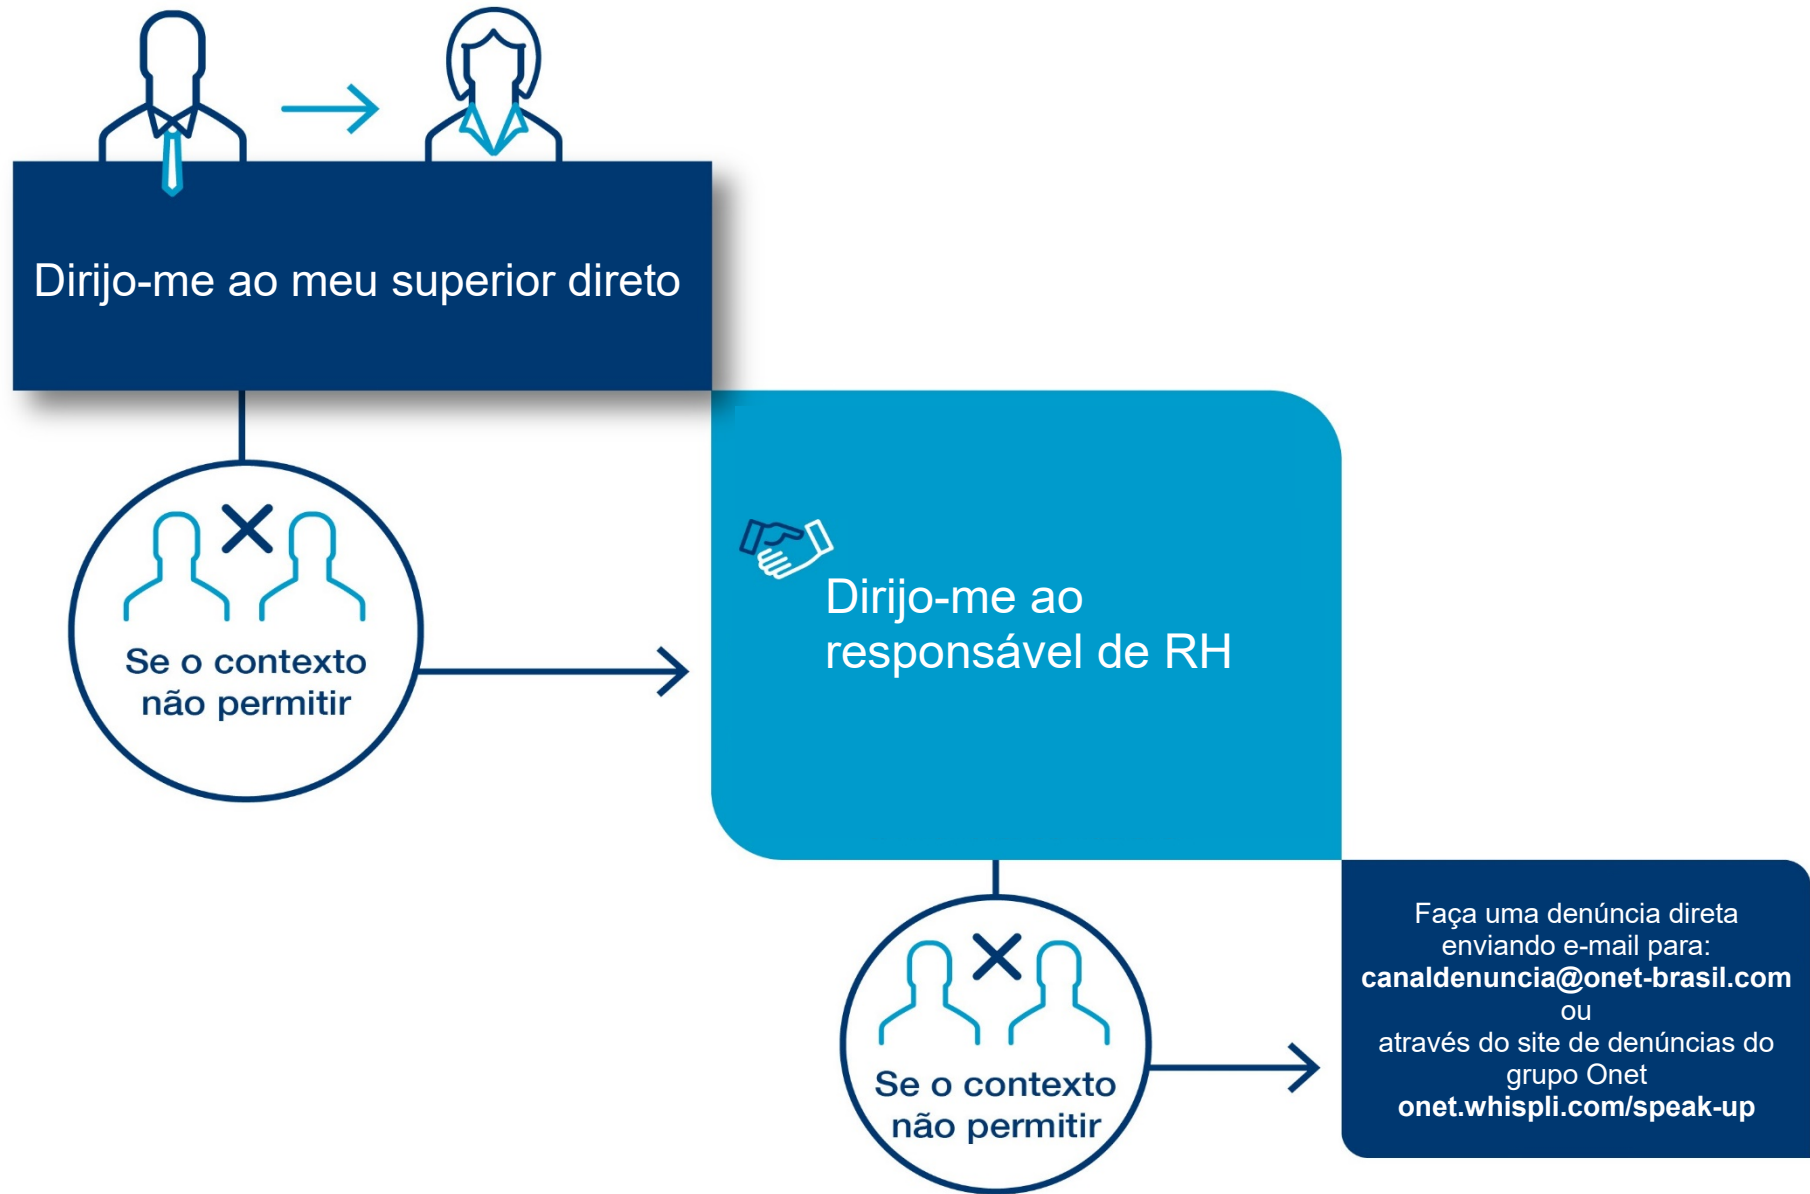 Dirijo-me ao meu superior direto
Se o contexto
não permitir
Dirijo-me ao
responsável de RH
Se o contexto
não permitir
Faça uma denúncia direta
enviando e-mail para:
canaldenuncia@onet-brasil.com
ou
através do site de denúncias do
grupo Onet
onet.whispli.com/speak-up